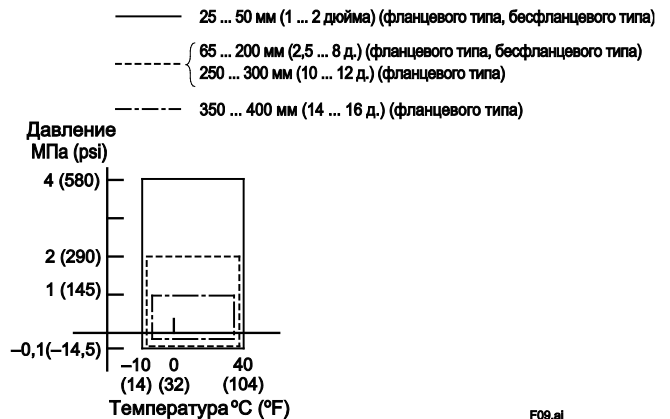 25 ... 50 мм (1 ... 2 дюйма) (фланцевого типа, бесфланцевого типа)
65 ... 200 мм (2,5 ... 8 д.) (фланцевого типа, бесфланцевого типа)
250 ... 300 мм (10 ... 12 д.) (фланцевого типа)
350 ... 400 мм (14 ... 16 д.) (фланцевого типа)
Давление
МПа (psi)
4 (580)
2 (290)
1 (145)
–0,1(–14,5)
–10 0 40
(14) (32) (104)
Температура ºC (ºF)
F09.ai